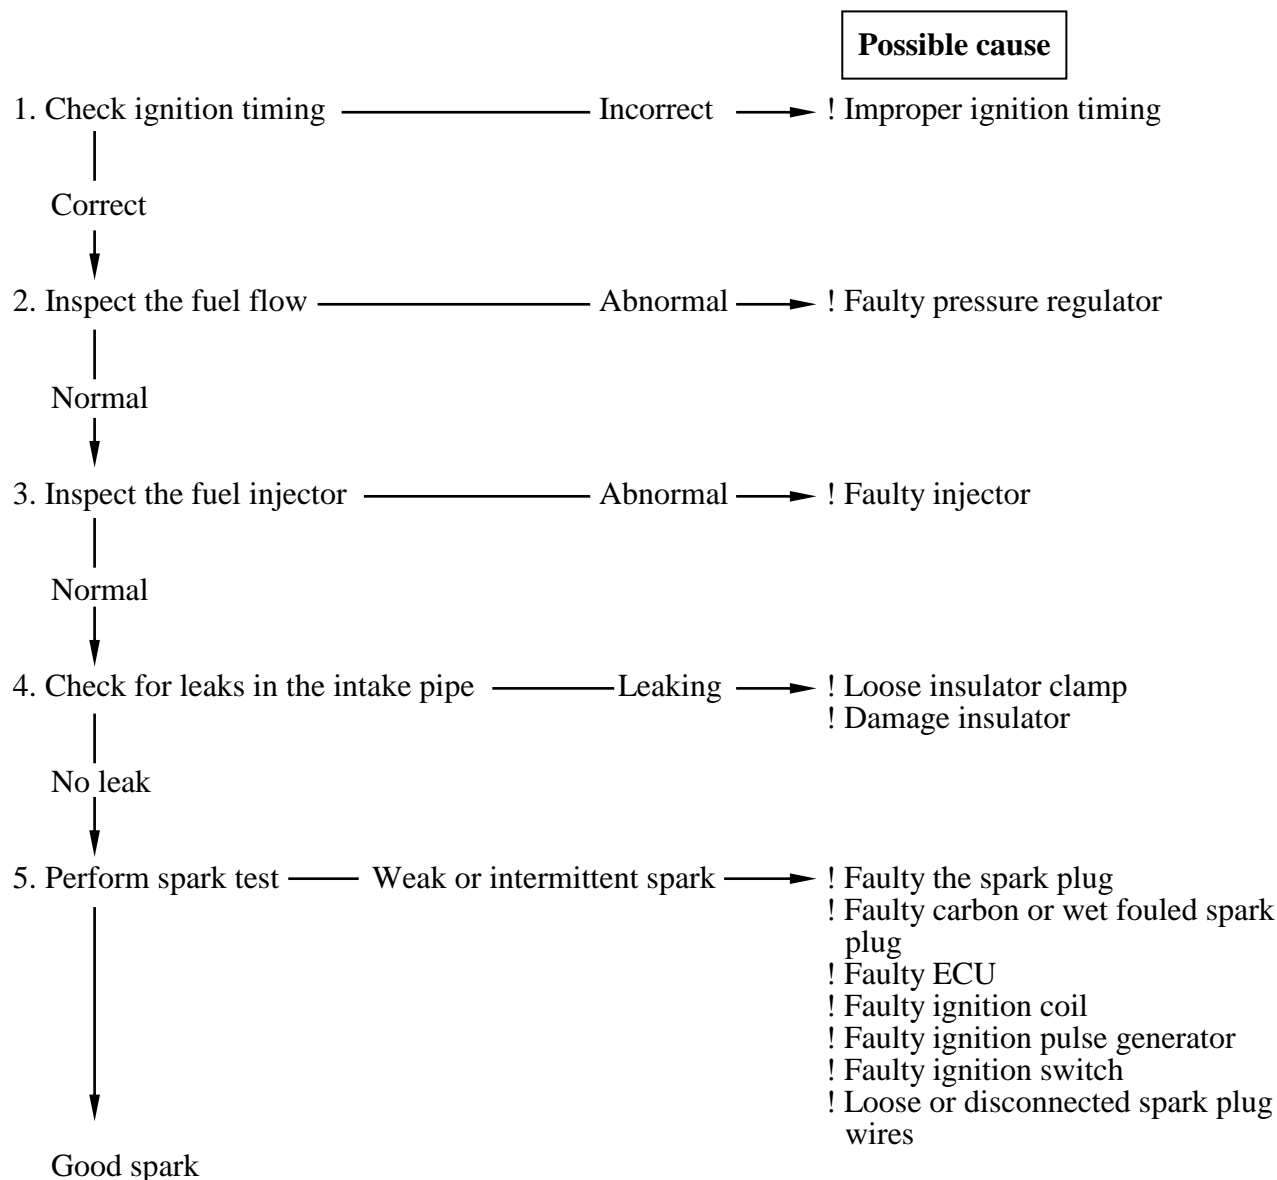 Possible cause
1. Check ignition timing Incorrect ! Improper ignition timing
Correct
2. Inspect the fuel flow Abnormal ! Faulty pressure regulator
Normal
3. Inspect the fuel injector Abnormal ! Faulty injector
Normal
4. Check for leaks in the intake pipe Leaking ! Loose insulator clamp
! Damage insulator
No leak
5. Perform spark test Weak or intermittent spark ! Faulty the spark plug
! Faulty carbon or wet fouled spark
plug
! Faulty ECU
! Faulty ignition coil
! Faulty ignition pulse generator
! Faulty ignition switch
! Loose or disconnected spark plug
wires
Good spark